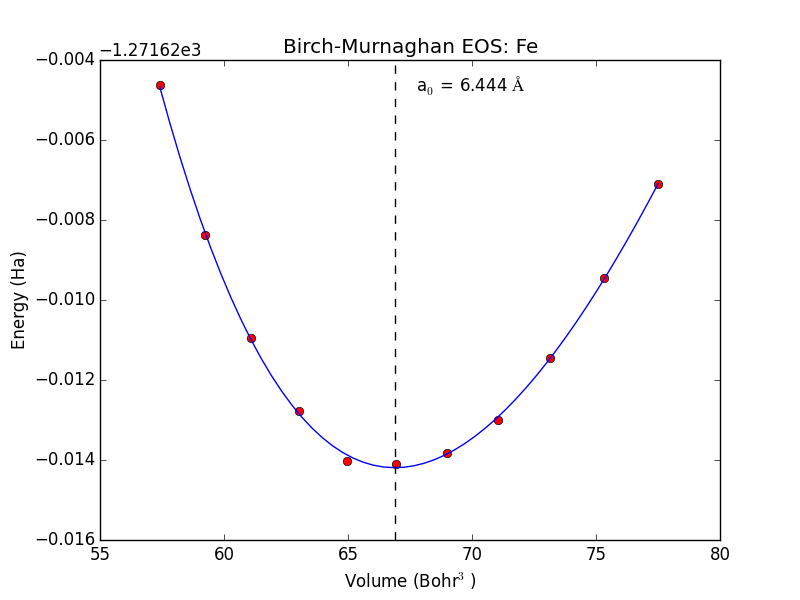 Birch-Murnaghan EOS: Fe
−1.27162e3
a₀ = 6.444 Å
−0.004
−0.006
−0.008
−0.010
−0.012
−0.014
−0.016
Energy (Ha)
55 60 65 70 75 80
Volume (Bohr³ )